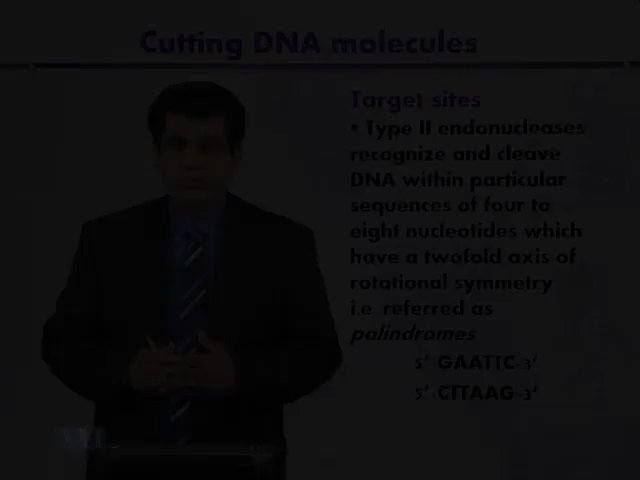 Cutting DNA molecules
Target sites
• Type II endonucleases
recognize and cleave
DNA within particular
sequences of four to
eight nucleotides which
have a twofold axis of
rotational symmetry
i.e. referred as
palindromes
5’-GAATTC-3’
5’-CTTAAG-3’